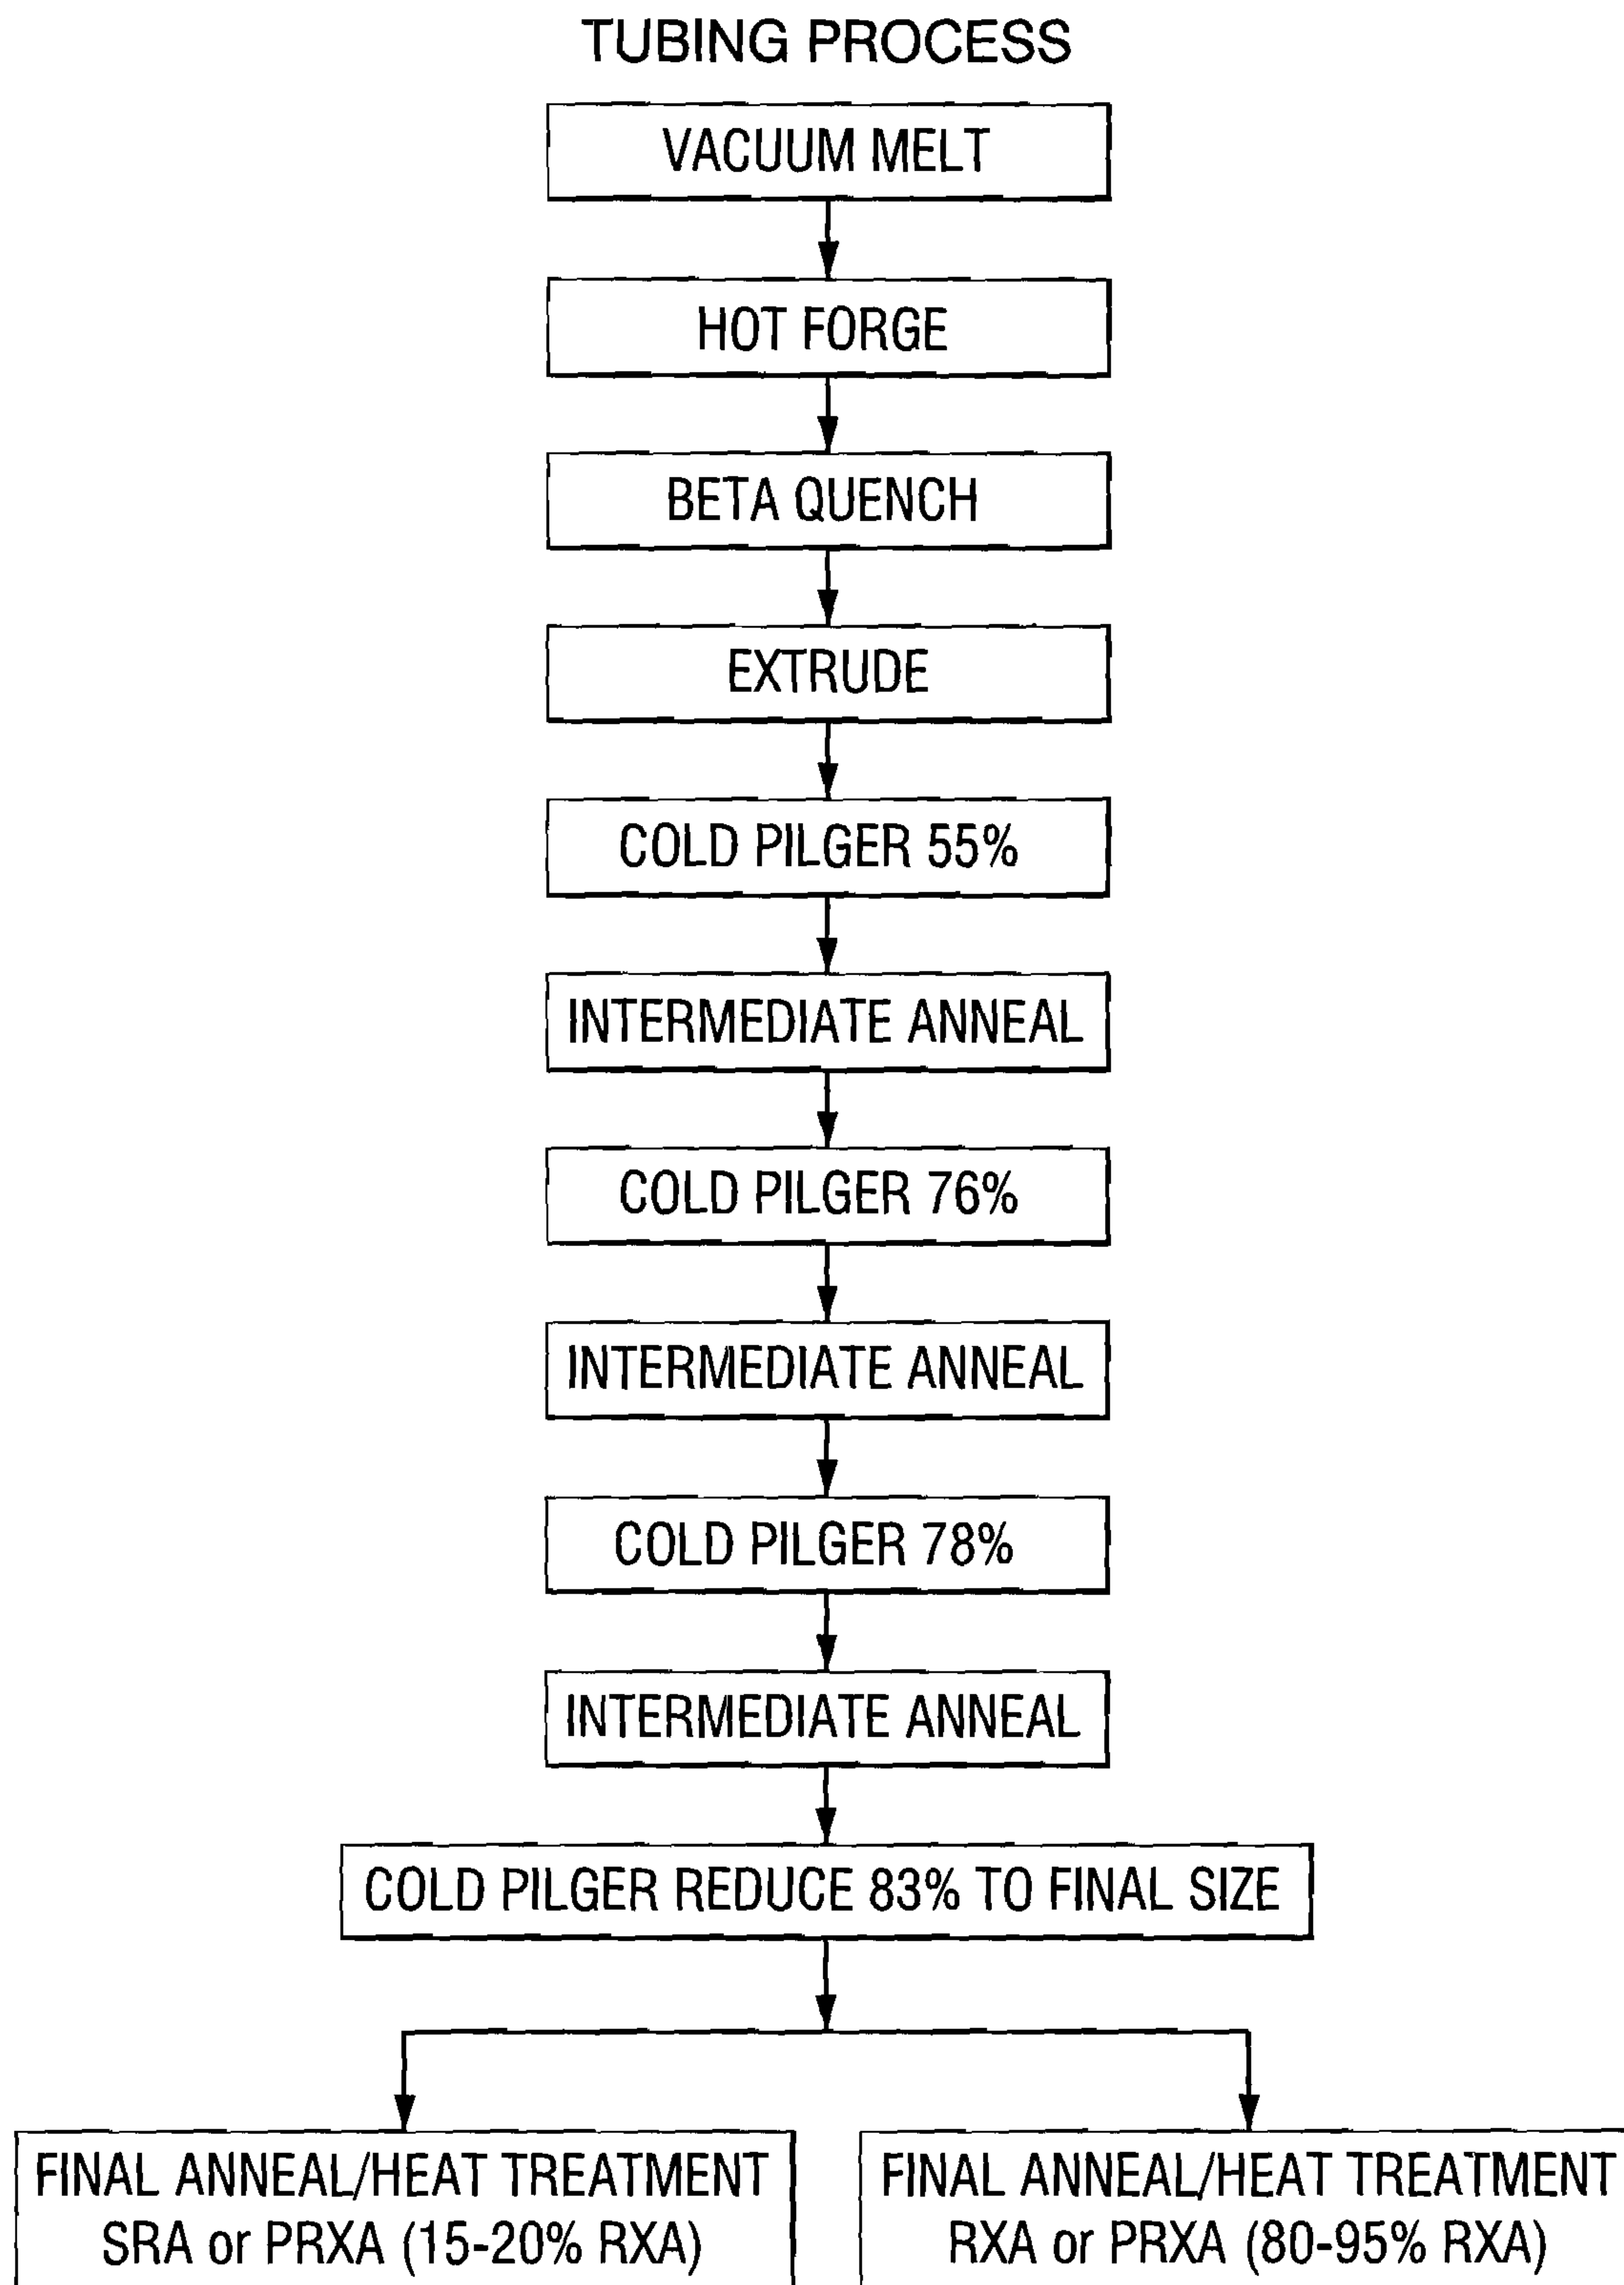 TUBING PROCESS
VACUUM MELT
HOT FORGE
BETA QUENCH
EXTRUDE
COLD PILGER 55%
INTERMEDIATE ANNEAL
COLD PILGER 76%
INTERMEDIATE ANNEAL
COLD PILGER 78%
INTERMEDIATE ANNEAL
COLD PILGER REDUCE 83% TO FINAL SIZE
FINAL ANNEAL/HEAT TREATMENT
SRA or PRXA (15-20% RXA)
FINAL ANNEAL/HEAT TREATMENT
RXA or PRXA (80-95% RXA)